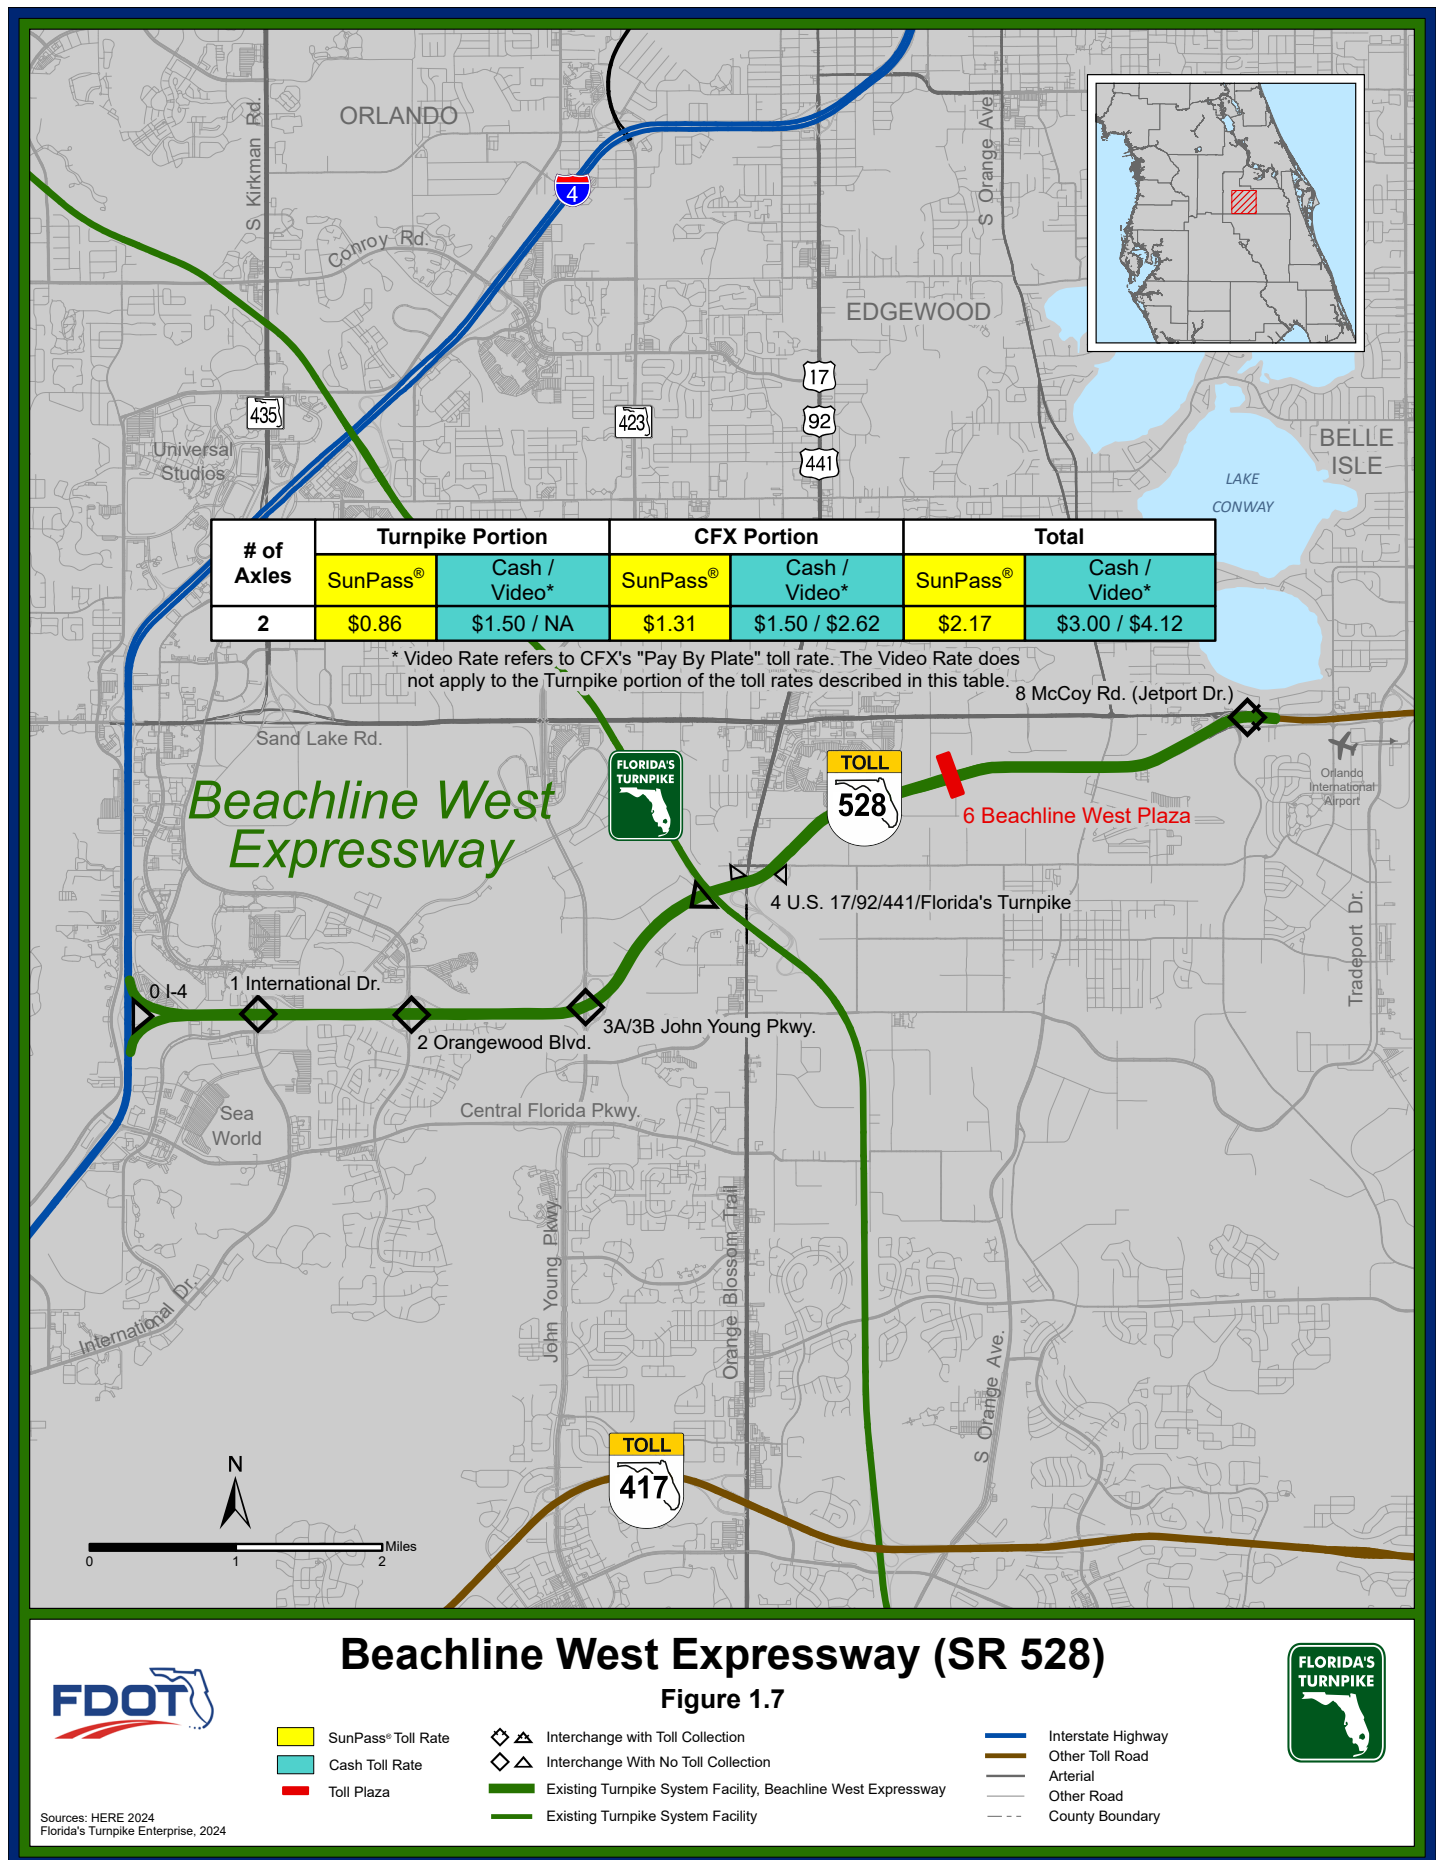 ORLANDO
S Kirkman Rd.
S Orange Ave.
4
Conroy Rd.
EDGEWOOD
17
435
423
92
441
Universal
Studios
BELLE
ISLE
LAKE
CONWAY
# of
Axles
Turnpike Portion
CFX Portion
Total
SunPass®
Cash /
Video*
SunPass®
Cash /
Video*
SunPass®
Cash /
Video*
2
$0.86
$1.50 / NA
$1.31
$1.50 / $2.62
$2.17
$3.00 / $4.12
* Video Rate refers to CFX's "Pay By Plate" toll rate. The Video Rate does
not apply to the Turnpike portion of the toll rates described in this table.
8 McCoy Rd. (Jetport Dr.)
Sand Lake Rd.
Beachline West
Expressway
FLORIDA'S
TURNPIKE
TOLL
528
Orlando
International
Airport
6 Beachline West Plaza
4 U.S. 17/92/441/Florida's Turnpike
Tradeport Dr.
0 I-4
1 International Dr.
2 Orangewood Blvd.
3A/3B John Young Pkwy.
Sea
World
Central Florida Pkwy.
John Young Pkwy.
Orange Blossom Trail
International Dr.
S Orange Ave.
TOLL
417
N
0
1
2
Miles
Beachline West Expressway (SR 528)
Figure 1.7
FDOT
FLORIDA'S
TURNPIKE
SunPass® Toll Rate
Cash Toll Rate
Toll Plaza
Interchange with Toll Collection
Interchange With No Toll Collection
Existing Turnpike System Facility, Beachline West Expressway
Existing Turnpike System Facility
Interstate Highway
Other Toll Road
Arterial
Other Road
County Boundary
Sources: HERE 2024
Florida's Turnpike Enterprise, 2024